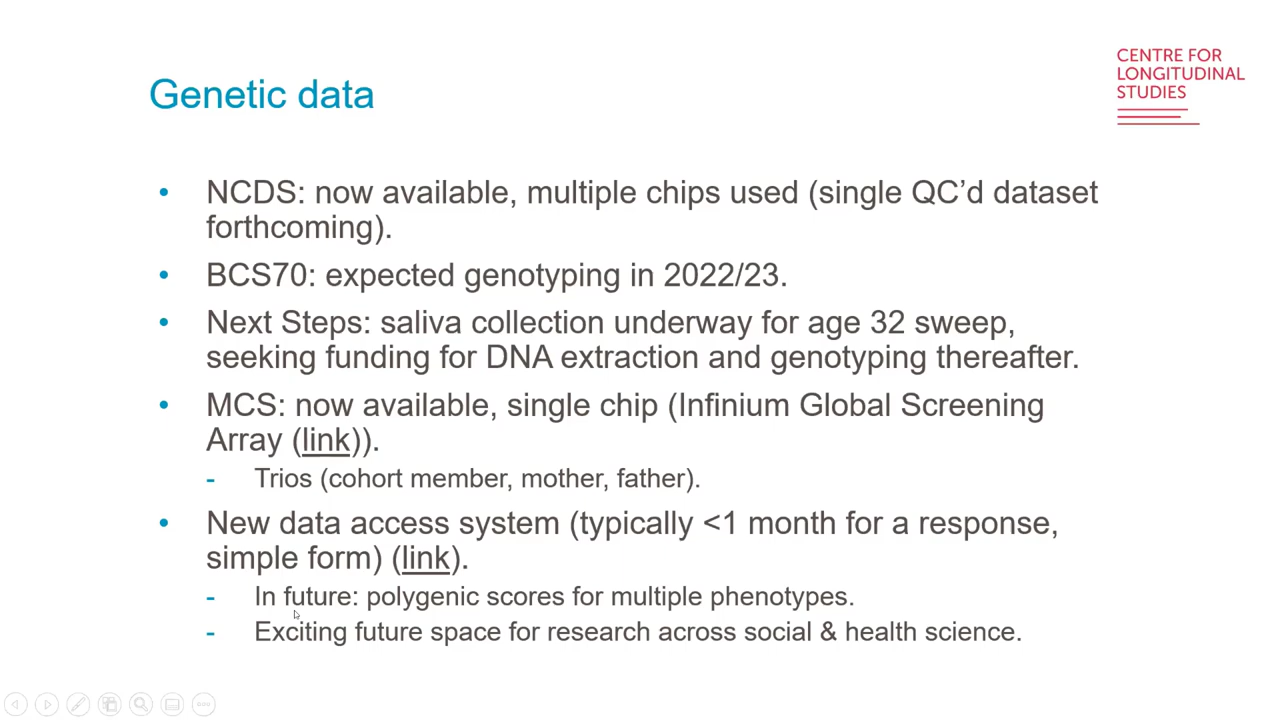 CENTRE FOR
LONGITUDINAL
STUDIES
Genetic data
• NCDS: now available, multiple chips used (single QC’d dataset
forthcoming).
• BCS70: expected genotyping in 2022/23.
• Next Steps: saliva collection underway for age 32 sweep,
seeking funding for DNA extraction and genotyping thereafter.
• MCS: now available, single chip (Infinium Global Screening
Array (link)).
- Trios (cohort member, mother, father).
• New data access system (typically <1 month for a response,
simple form) (link).
- In future: polygenic scores for multiple phenotypes.
- Exciting future space for research across social & health science.